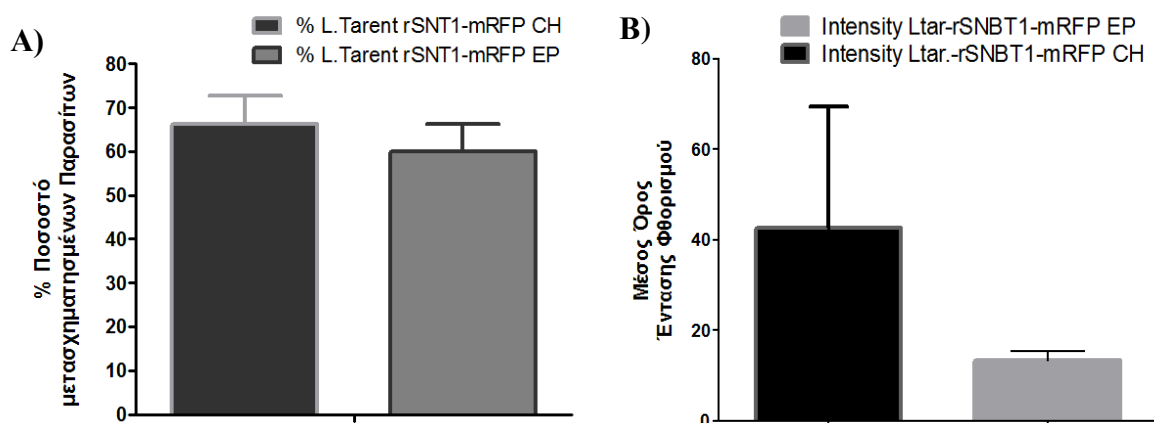 A)
% L.Tarent rSNT1-mRFP CH
% L.Tarent rSNT1-mRFP EP
% Ποσοστό
μετασχηματησμένων Παρασίτων
80
70
60
50
40
30
20
10
0
B)
Intensity Ltar-rSNBT1-mRFP EP
Intensity Ltar.-rSNBT1-mRFP CH
Μέσος Όρος
Έντασης Φθορισμού
80
60
40
20
0